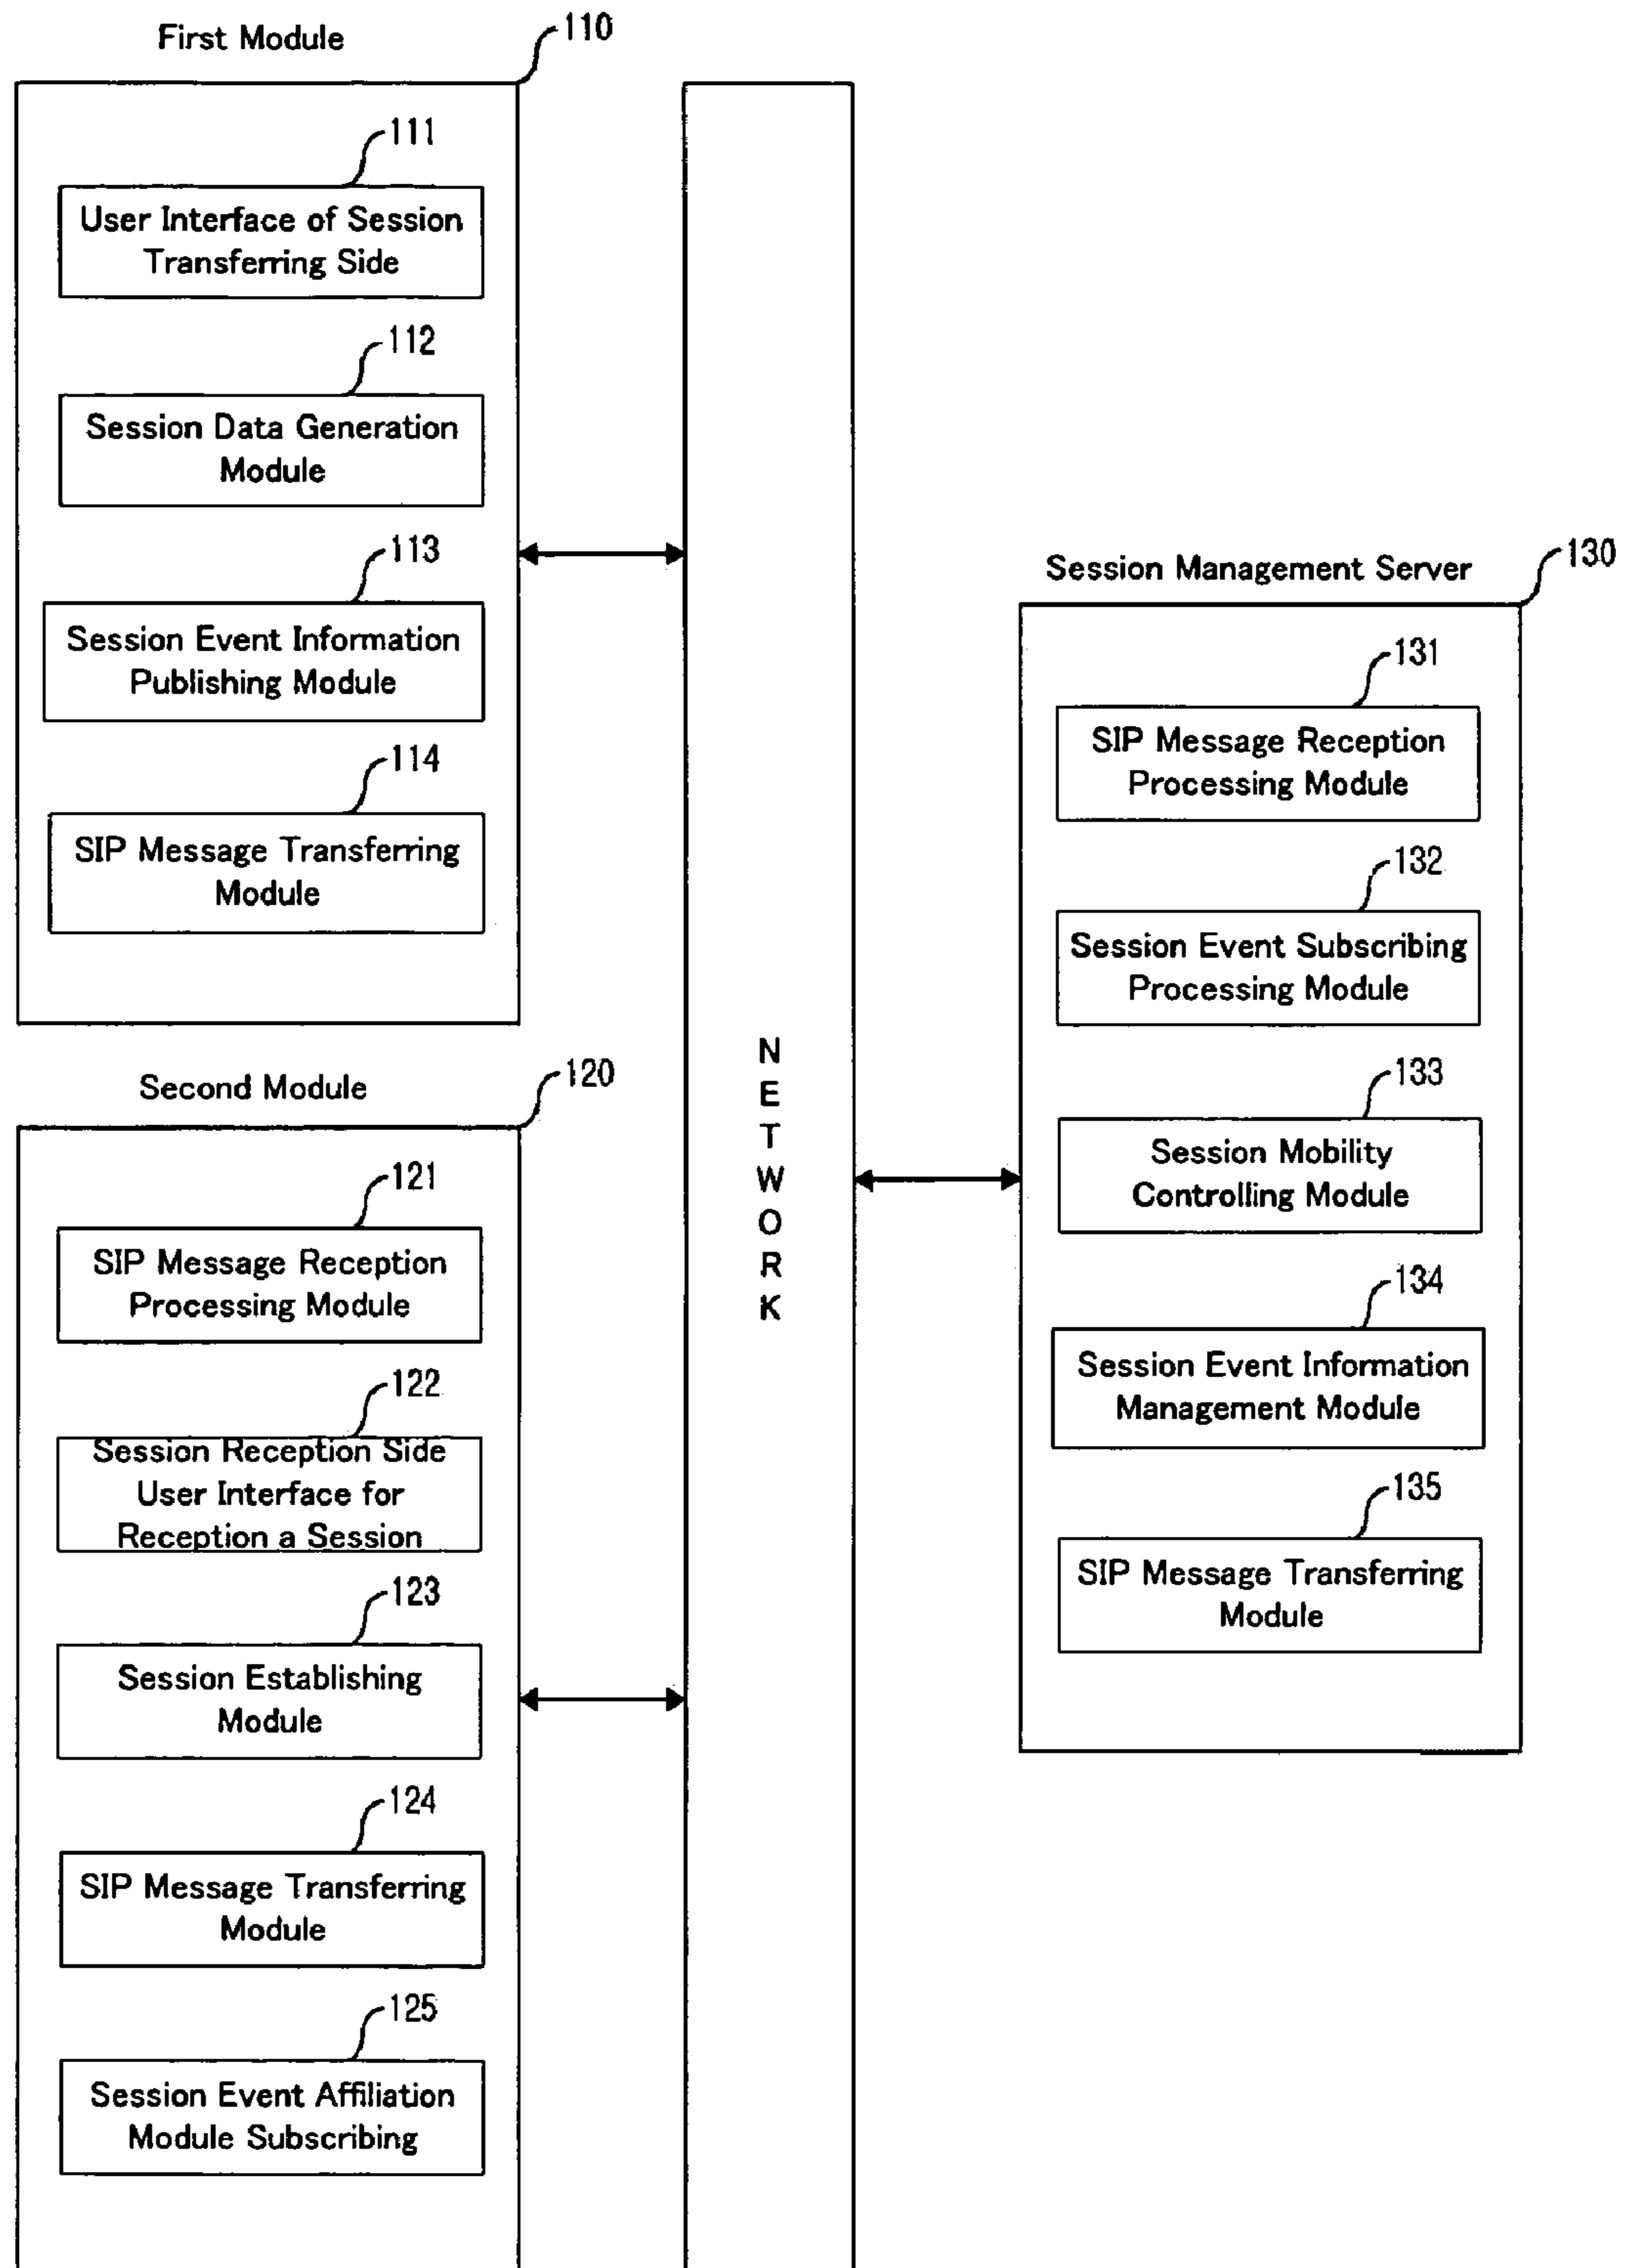 First Module
110
111
User Interface of Session
Transferring Side
112
Session Data Generation
Module
113
Session Event Information
Publishing Module
114
SIP Message Transferring
Module
Second Module
120
121
SIP Message Reception
Processing Module
122
Session Reception Side
User Interface for
Reception a Session
123
Session Establishing
Module
124
SIP Message Transferring
Module
125
Session Event Affiliation
Module Subscribing
N
E
T
W
O
R
K
Session Management Server
130
131
SIP Message Reception
Processing Module
132
Session Event Subscribing
Processing Module
133
Session Mobility
Controlling Module
134
Session Event Information
Management Module
135
SIP Message Transferring
Module